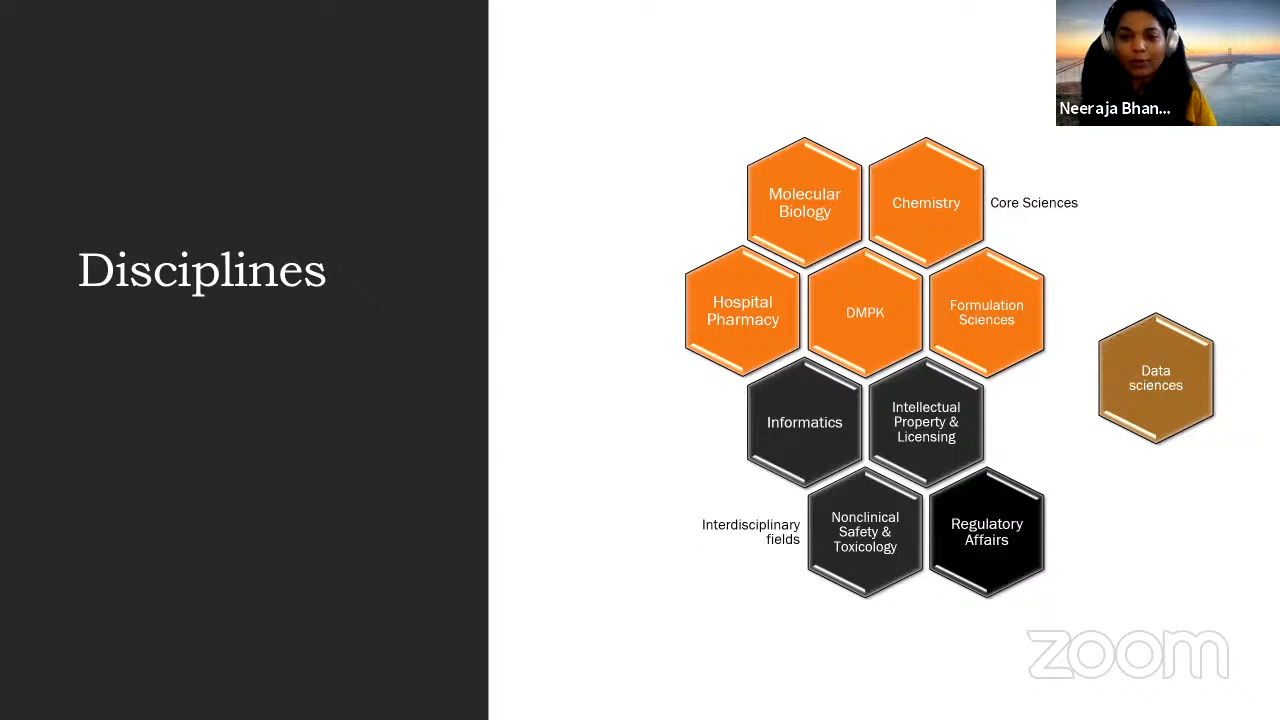 Neeraja Bhan...
Disciplines
Molecular
Biology
Chemistry
Core Sciences
Hospital
Pharmacy
DMPK
Formulation
Sciences
Data
sciences
Informatics
Intellectual
Property &
Licensing
Interdisciplinary
fields
Nonclinical
Safety &
Toxicology
Regulatory
Affairs
zoom